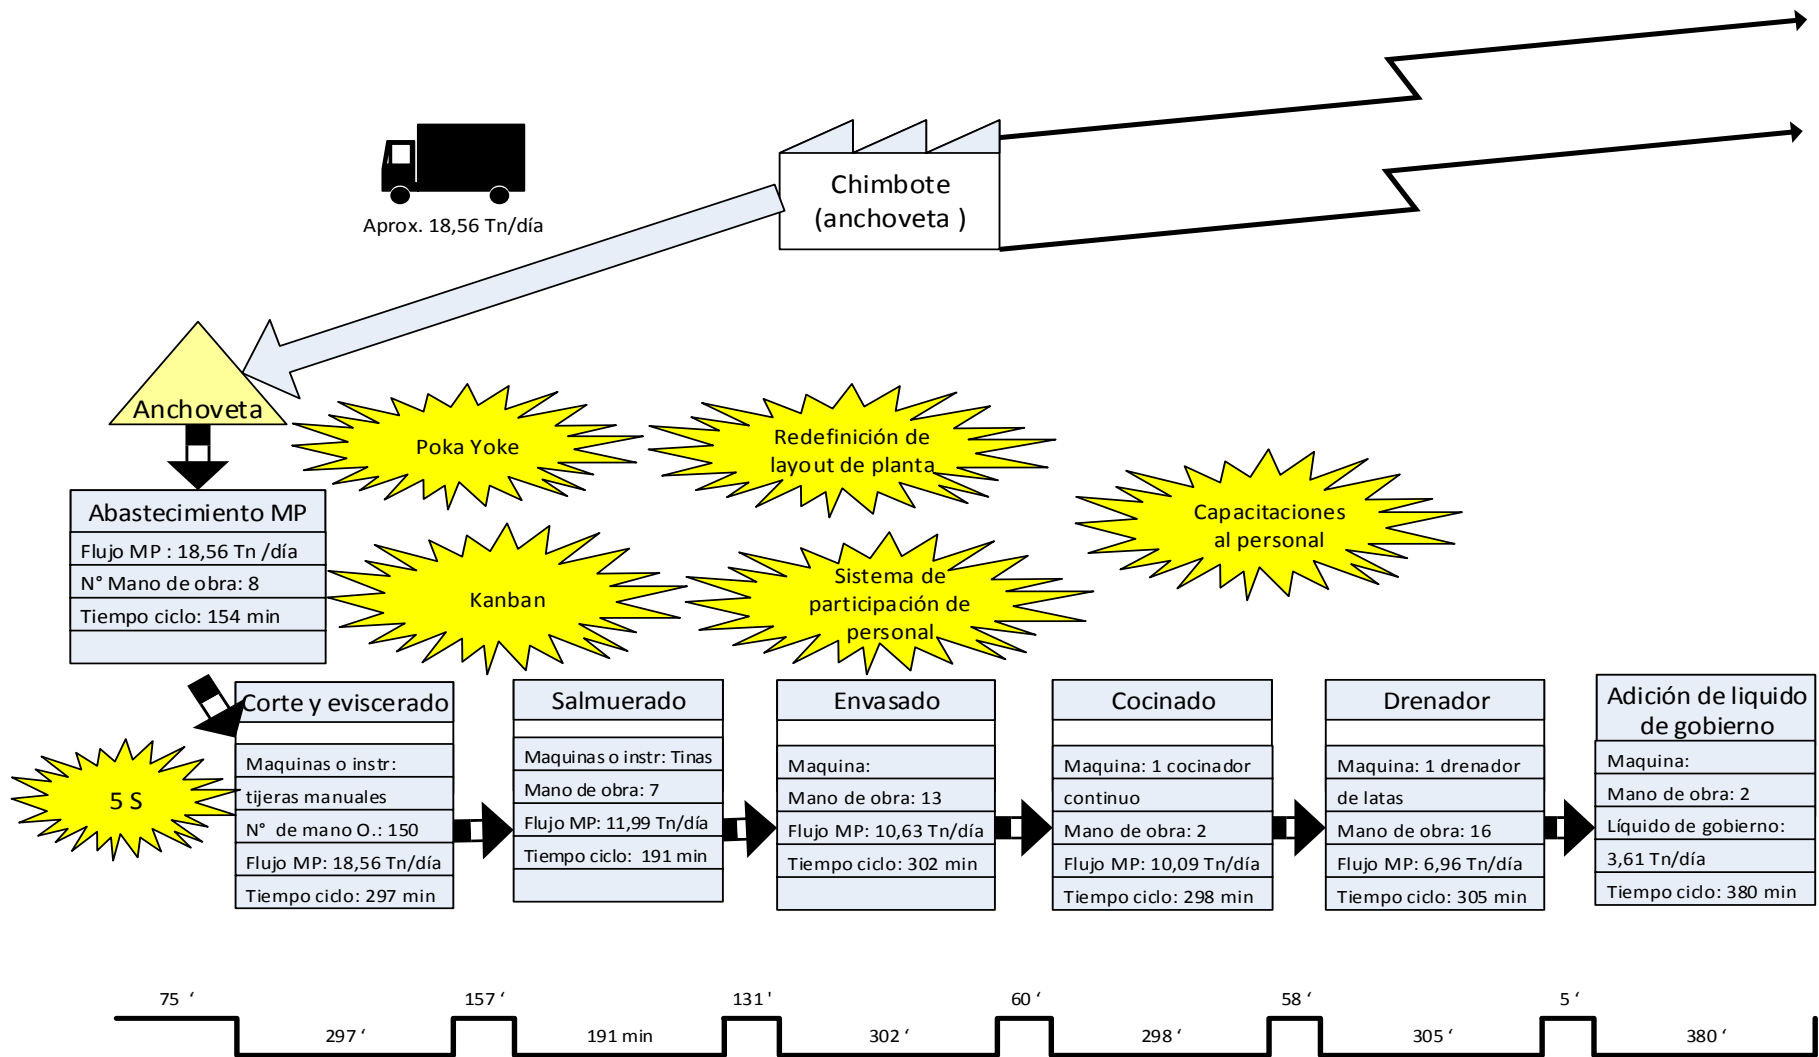 Aprox. 18,56 Tn/día
Chimbote
(anchoveta )
Anchoveta
Poka Yoke
Redefinición de
layout de planta
Capacitaciones
al personal
Kanban
Sistema de
participación de
personal
5 S
Abastecimiento MP
Flujo MP : 18,56 Tn /día
N° Mano de obra: 8
Tiempo ciclo: 154 min
Corte y eviscerado
Maquinas o instr:
tijeras manuales
N° de mano O.: 150
Flujo MP: 18,56 Tn/día
Tiempo ciclo: 297 min
Salmuerado
Maquinas o instr: Tinas
Mano de obra: 7
Flujo MP: 11,99 Tn/día
Tiempo ciclo: 191 min
Envasado
Maquina:
Mano de obra: 13
Flujo MP: 10,63 Tn/día
Tiempo ciclo: 302 min
Cocinado
Maquina: 1 cocinador
continuo
Mano de obra: 2
Flujo MP: 10,09 Tn/día
Tiempo ciclo: 298 min
Drenador
Maquina: 1 drenador
de latas
Mano de obra: 16
Flujo MP: 6,96 Tn/día
Tiempo ciclo: 305 min
Adición de liquido
de gobierno
Maquina:
Mano de obra: 2
Líquido de gobierno:
3,61 Tn/día
Tiempo ciclo: 380 min
75 ‘
157‘
131'
60 ‘
58 ‘
5 ‘
297 ‘
191 min
302 ‘
298 ‘
305 ‘
380 ‘